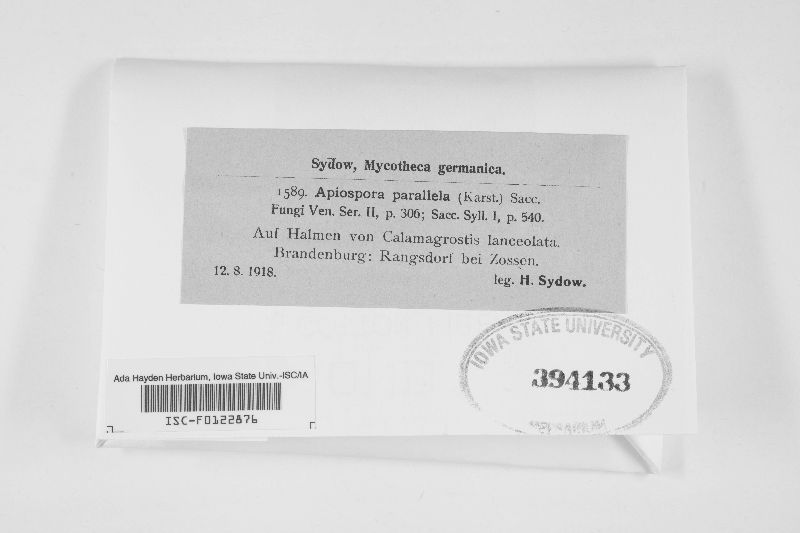 Sydow, Mycotheca germanica.
1589. Apiospora parallela (Karst.) Sacc.
Fungi Ven. Ser. II, p. 306; Sacc. Syll. I, p. 540.
Auf Halmen von Calamagrostis lanceolata.
Brandenburg: Rangsdorf bei Zossen.
12. 8. 1918.
leg. H. Sydow.
IOWA STATE UNIVERSITY
394133
Ada Hayden Herbarium, Iowa State Univ.-ISC/IA
ISC-F0122876